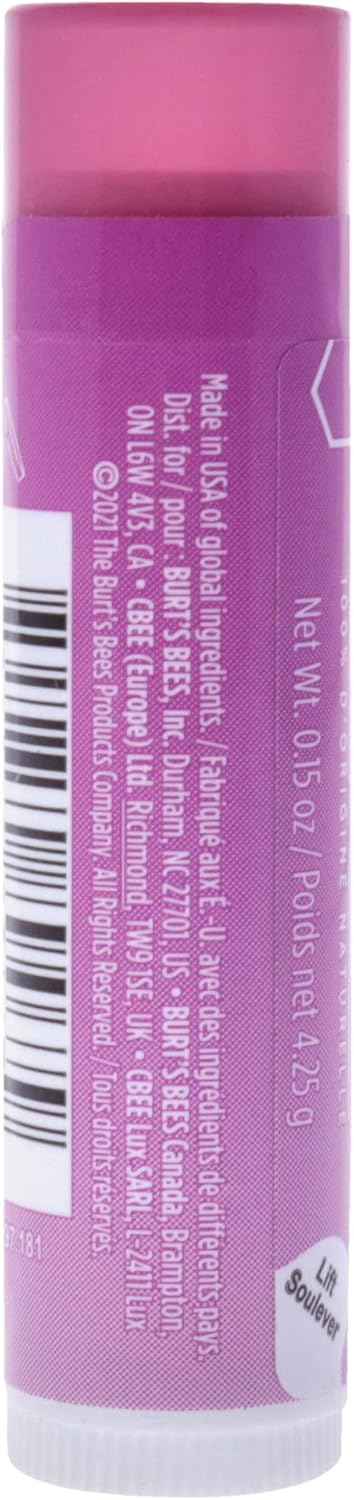 100% D'ORIGINE NATURELLE
Net Wt. 0.15 oz / Poids net 4.25 g
Made in USA of global ingredients. / Fabriqué aux É.-U. avec des ingrédients de différents pays.
Dist. for / pour : BURT'S BEES, Inc. Durham, NC 27701, US • BURT'S BEES Canada, Brampton,
ON L6W 4V3, CA • CBEE (Europe) Ltd. Richmond, TW9 1SE, UK • CBEE Lux SARL, L-2411 LUX
©2021 The Burt's Bees Products Company. All Rights Reserved / Tous droits réservés.
Lift
Soulever